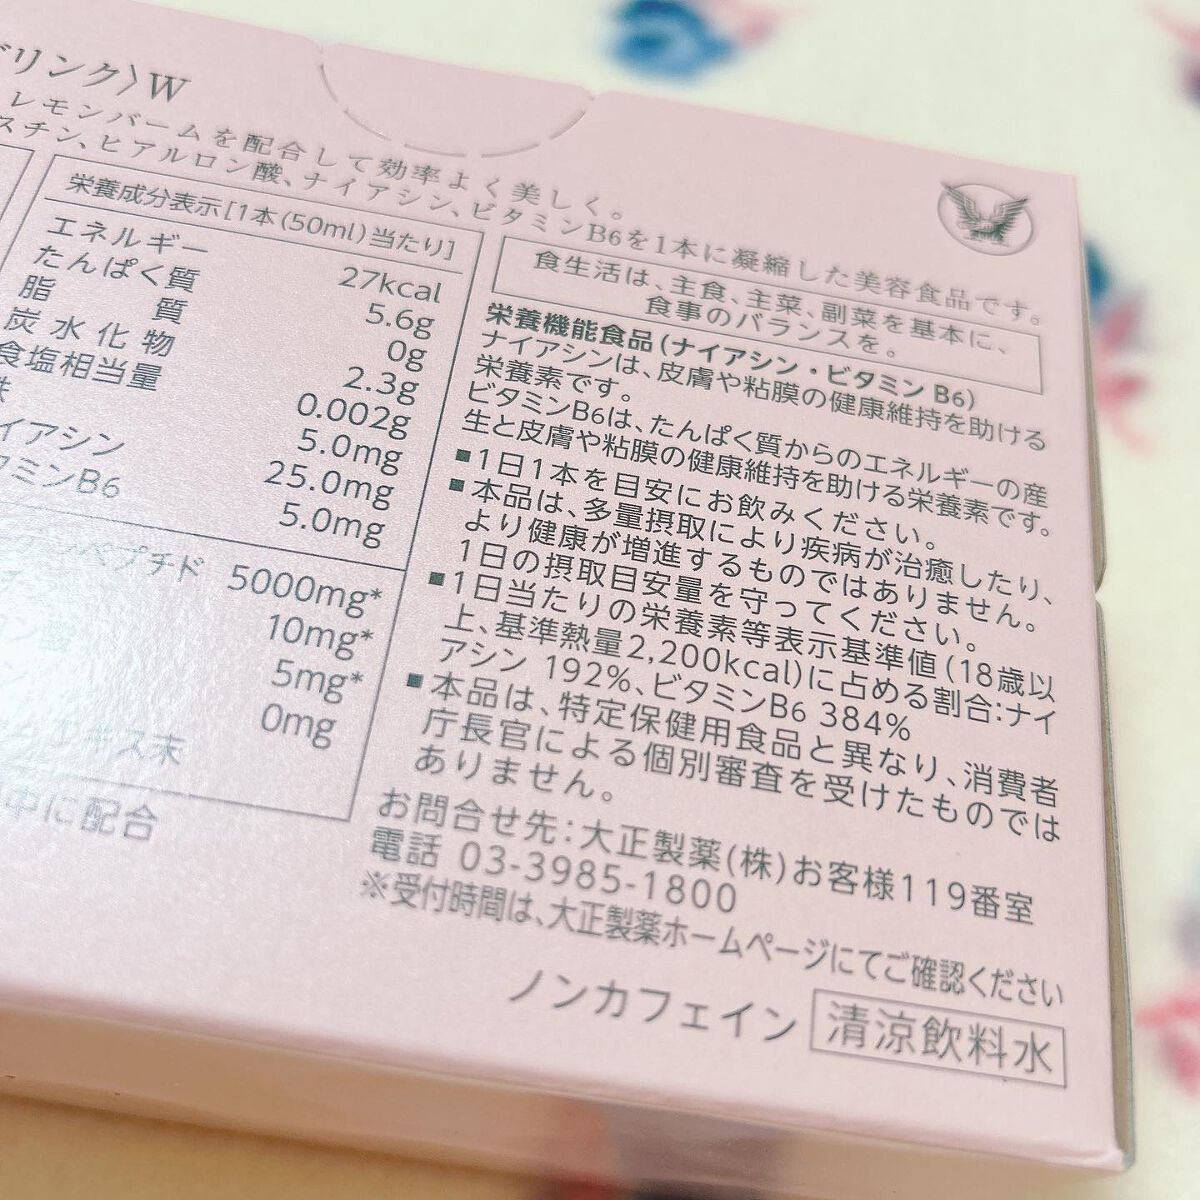 ドリンク〉W
レモンバームを配合して効率よく美しく。
スチン、ヒアルロン酸、ナイアシン、ビタミンB6を1本に凝縮した美容食品です。
栄養成分表示[1本(50ml)当たり]
エネルギー 27kcal
たんぱく質 5.6g
脂質 0g
炭水化物 2.3g
食塩相当量 0.002g
鉄 5.0mg
イアシン 25.0mg
タミンB6 5.0mg
ペプチド 5000mg*
10mg*
5mg*
エキス末 0mg
中に配合
食生活は、主食、主菜、副菜を基本に、
食事のバランスを。
栄養機能食品(ナイアシン・ビタミンB6)
ナイアシンは、皮膚や粘膜の健康維持を助ける
栄養素です。
ビタミンB6は、たんぱく質からのエネルギーの産
生と皮膚や粘膜の健康維持を助ける栄養素です。
■1日1本を目安にお飲みください。
■本品は、多量摂取により疾病が治癒したり、
より健康が増進するものではありません。
1日の摂取目安量を守ってください。
■1日当たりの栄養素等表示基準値(18歳以
上、基準熱量2,200kcal)に占める割合:ナイ
アシン 192%、ビタミンB6 384%
■本品は、特定保健用食品と異なり、消費者
庁長官による個別審査を受けたものでは
ありません。
お問合せ先:大正製薬(株)お客様119番室
電話 03-3985-1800
※受付時間は、大正製薬ホームページにてご確認ください
ノンカフェイン 清涼飲料水